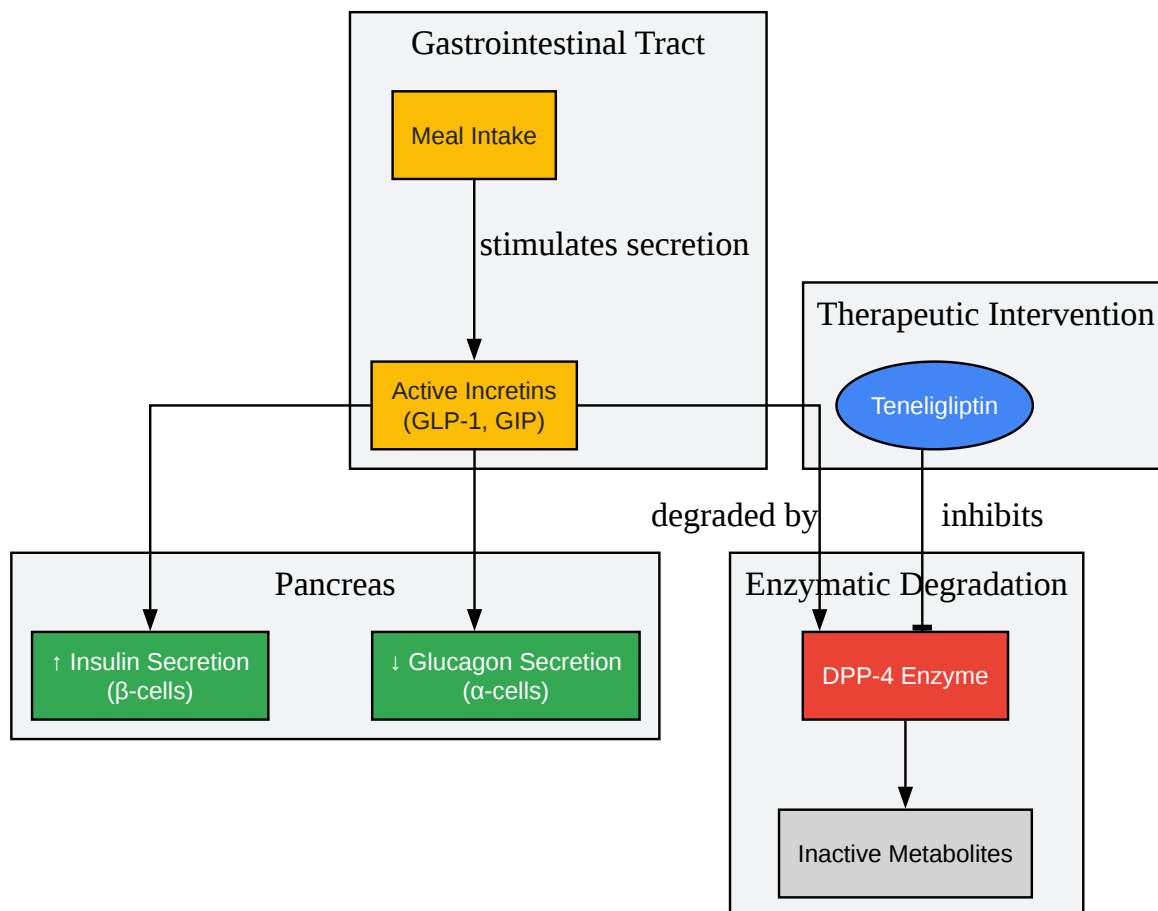 Gastrointestinal Tract
Meal Intake
stimulates secretion
Therapeutic Intervention
Active Incretins
(GLP-1, GIP)
Teneligliptin
degraded by
inhibits
Pancreas
Enzymatic Degradation
↑ Insulin Secretion
(β-cells)
↓ Glucagon Secretion
(α-cells)
DPP-4 Enzyme
Inactive Metabolites